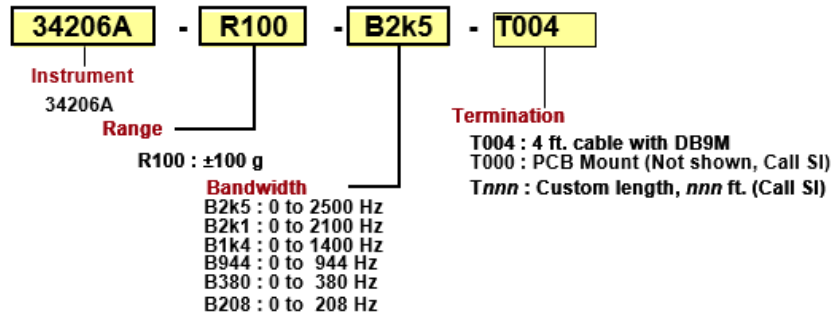 34206A - R100 - B2k5 - T004
Instrument
34206A
Range
R100 : ±100 g
Bandwidth
B2k5 : 0 to 2500 Hz
B2k1 : 0 to 2100 Hz
B1k4 : 0 to 1400 Hz
B944 : 0 to 944 Hz
B380 : 0 to 380 Hz
B208 : 0 to 208 Hz
Termination
T004 : 4 ft. cable with DB9M
T000 : PCB Mount (Not shown, Call SI)
Tnnn : Custom length, nnn ft. (Call SI)